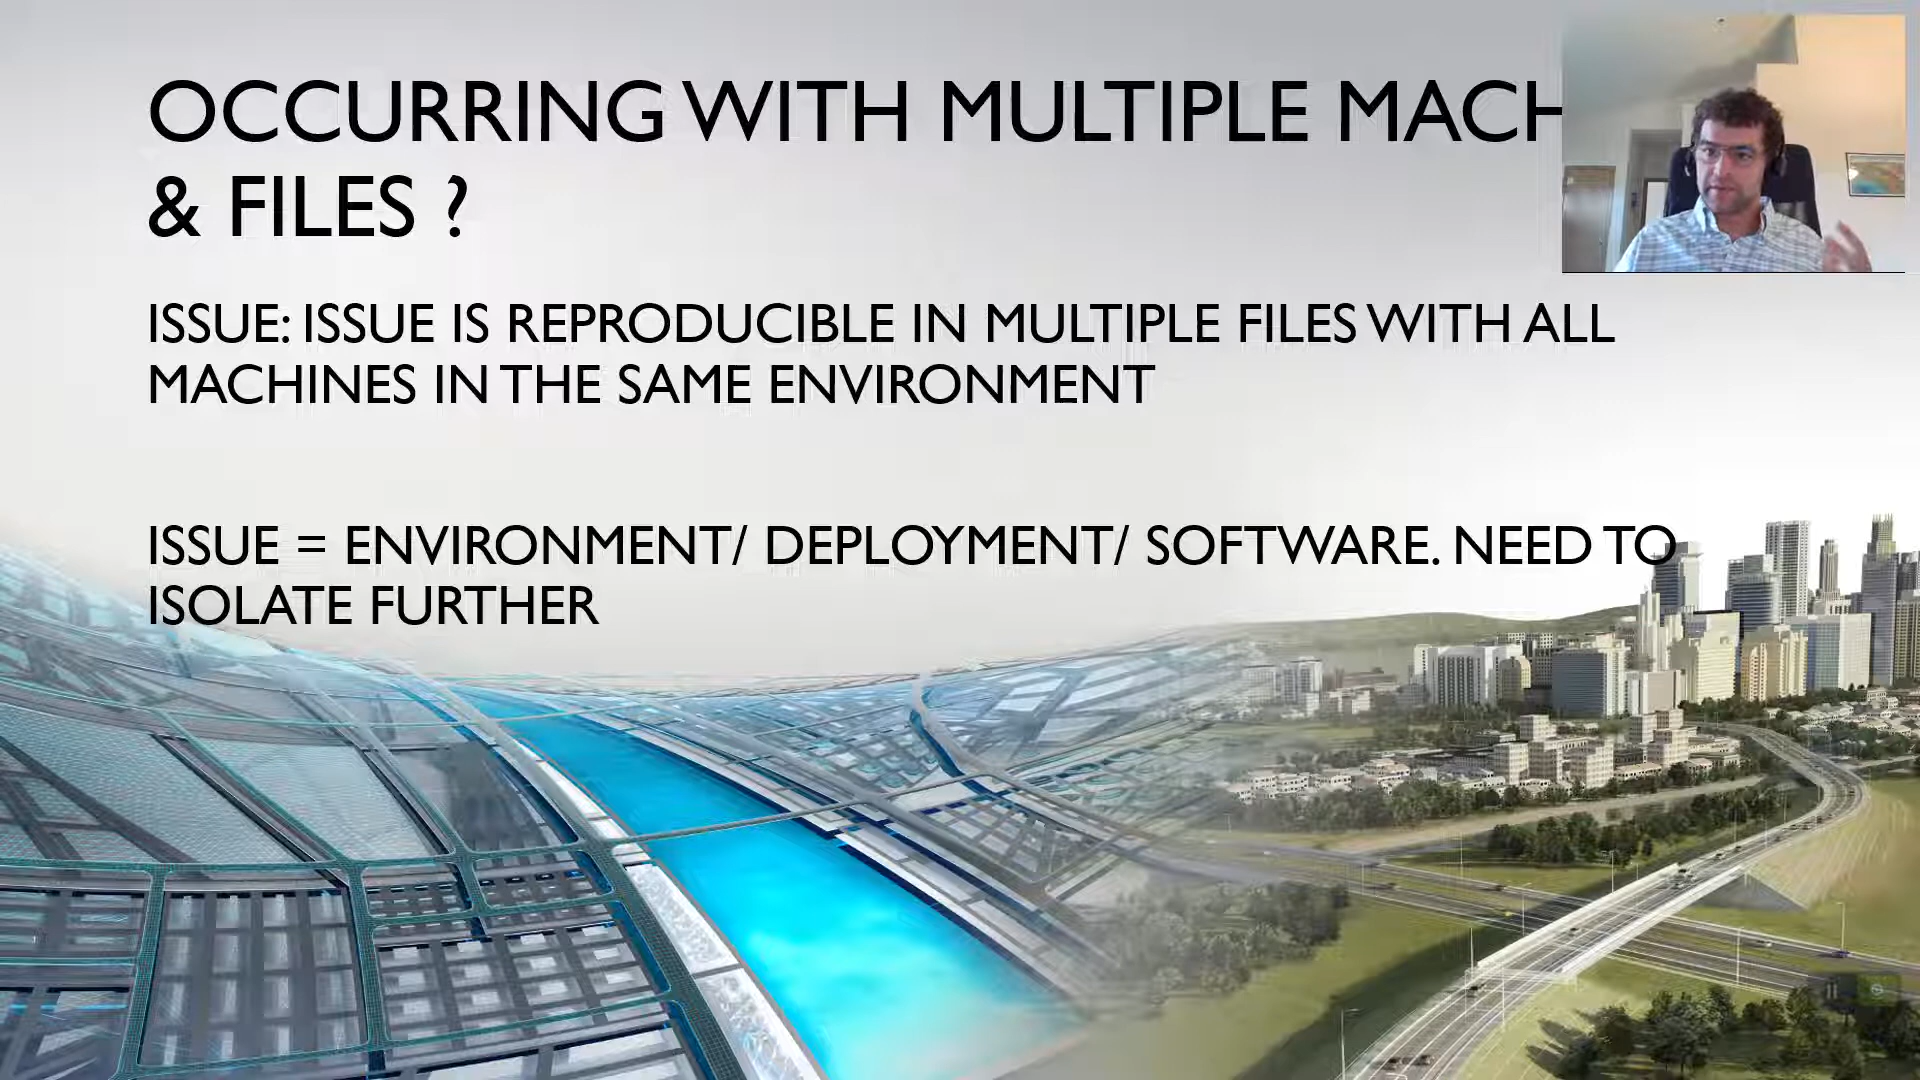 OCCURRING WITH MULTIPLE MACH
& FILES ?
ISSUE: ISSUE IS REPRODUCIBLE IN MULTIPLE FILES WITH ALL
MACHINES IN THE SAME ENVIRONMENT
ISSUE = ENVIRONMENT/ DEPLOYMENT/ SOFTWARE. NEED TO
ISOLATE FURTHER